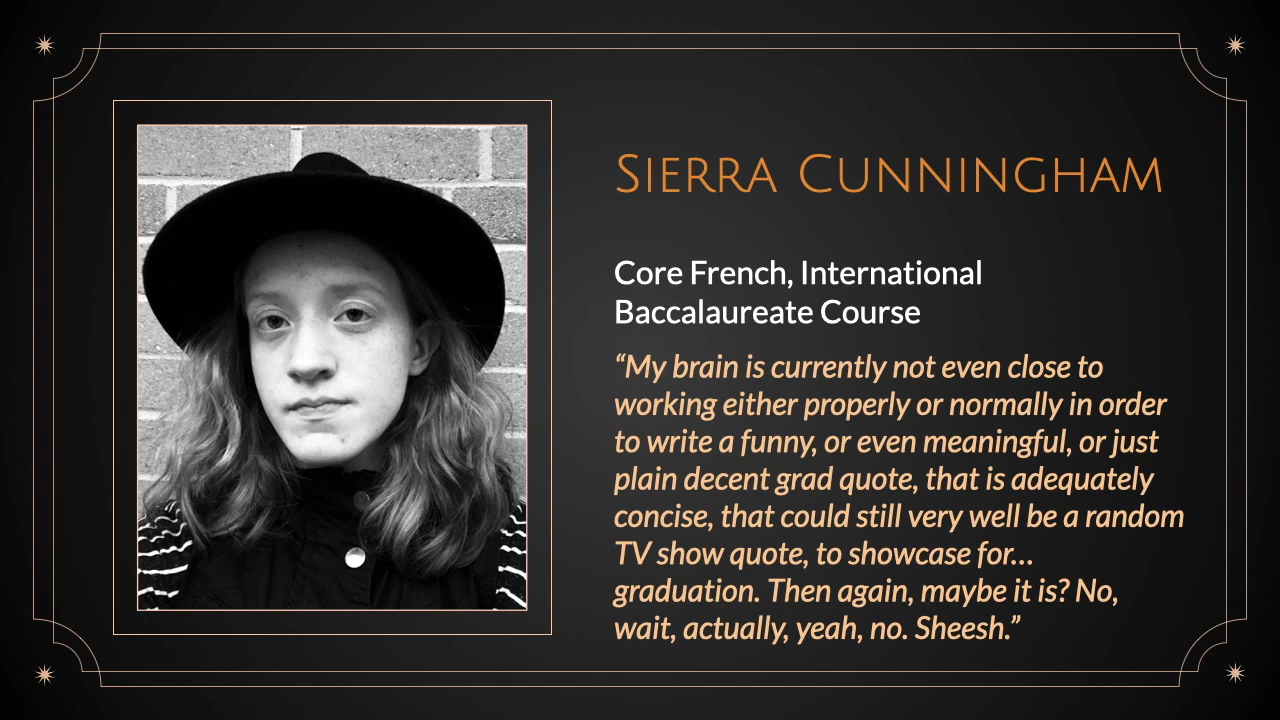 Sierra Cunningham
Core French, International
Baccalaureate Course
“My brain is currently not even close to
working either properly or normally in order
to write a funny, or even meaningful, or just
plain decent grad quote, that is adequately
concise, that could still very well be a random
TV show quote, to showcase for...
graduation. Then again, maybe it is? No,
wait, actually, yeah, no. Sheesh.”